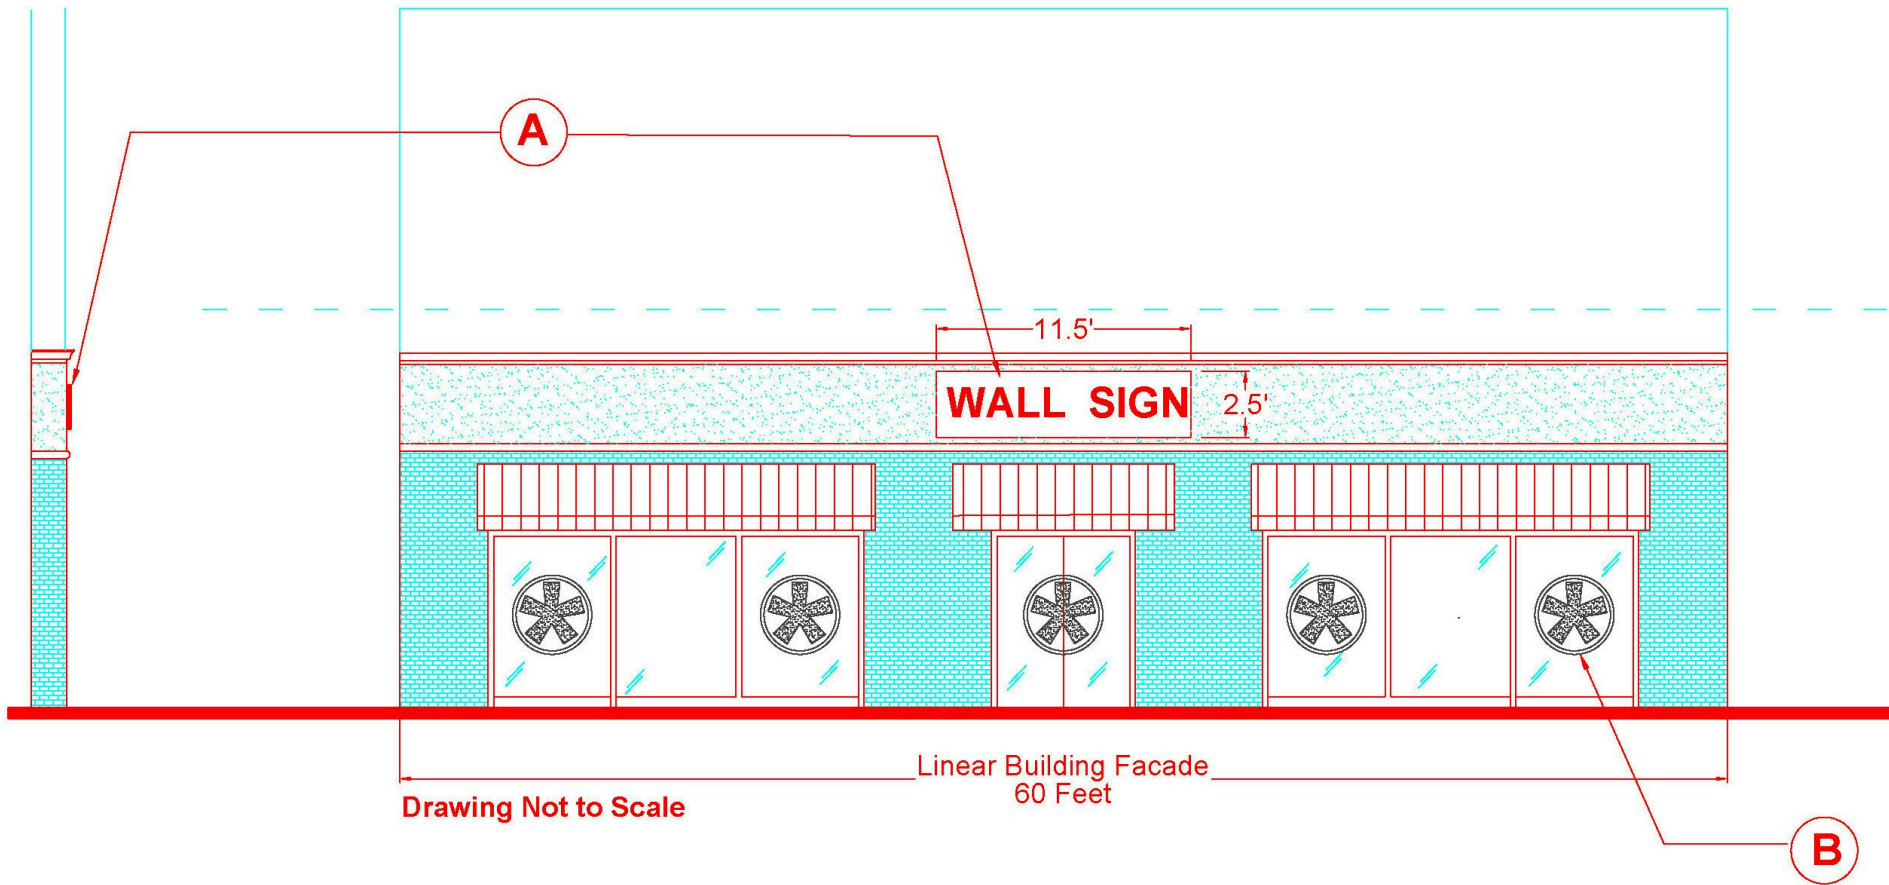 A
11.5'
WALL SIGN
2.5'
Linear Building Facade
60 Feet
Drawing Not to Scale
B